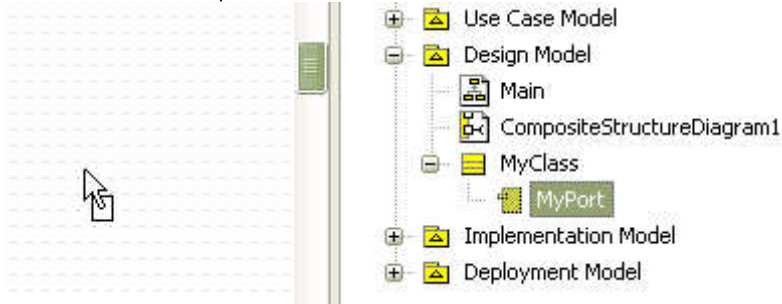 Use Case Model
Design Model
Main
CompositeStructureDiagram1
MyClass
MyPort
Implementation Model
Deployment Model